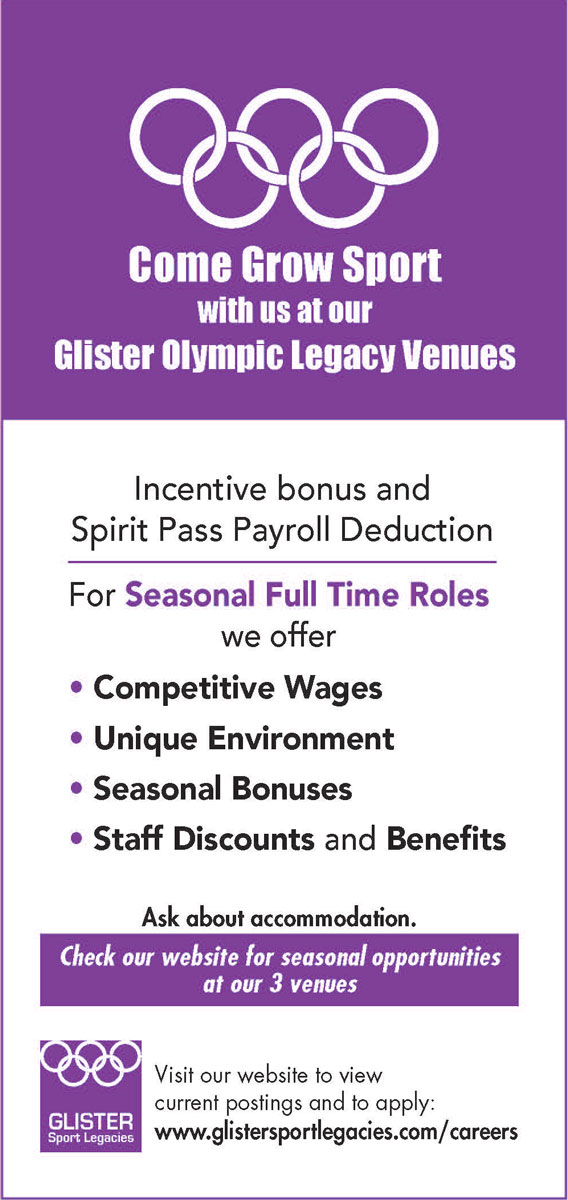 Come Grow Sport
with us at our
Glister Olympic Legacy Venues
Incentive bonus and
Spirit Pass Payroll Deduction
For Seasonal Full Time Roles
we offer
• Competitive Wages
• Unique Environment
• Seasonal Bonuses
• Staff Discounts and Benefits
Ask about accommodation.
Check our website for seasonal opportunities
at our 3 venues
GLISTER
Sport Legacies
Visit our website to view
current postings and to apply:
www.glistersportlegacies.com/careers